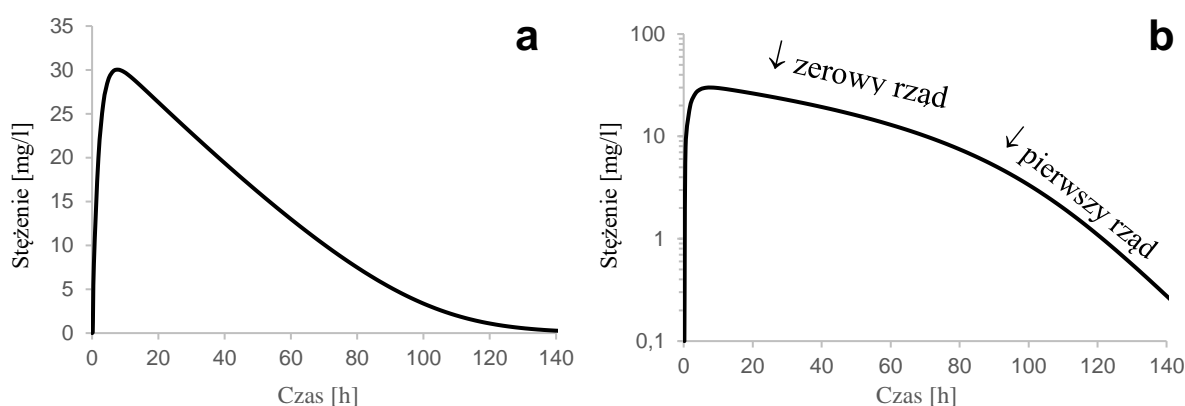 a
35
30
25
20
15
10
5
0
Stężenie [mg/l]
0 20 40 60 80 100 120 140
Czas [h]
b
100
10
1
0,1
Stężenie [mg/l]
↓ zerowy rząd
↓ pierwszy rząd
0 20 40 60 80 100 120 140
Czas [h]